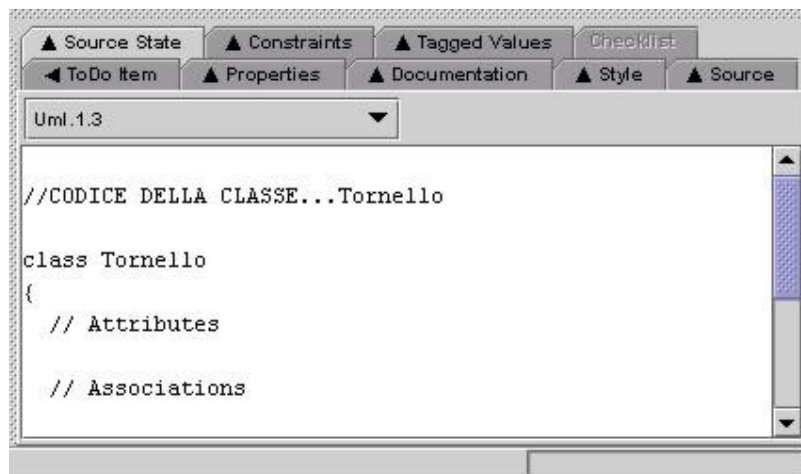 Source State Constraints Tagged Values Checklist
ToDo Item Properties Documentation Style Source
Uml.1.3
//CODICE DELLA CLASSE...Tornello
class Tornello
{
// Attributes
// Associations